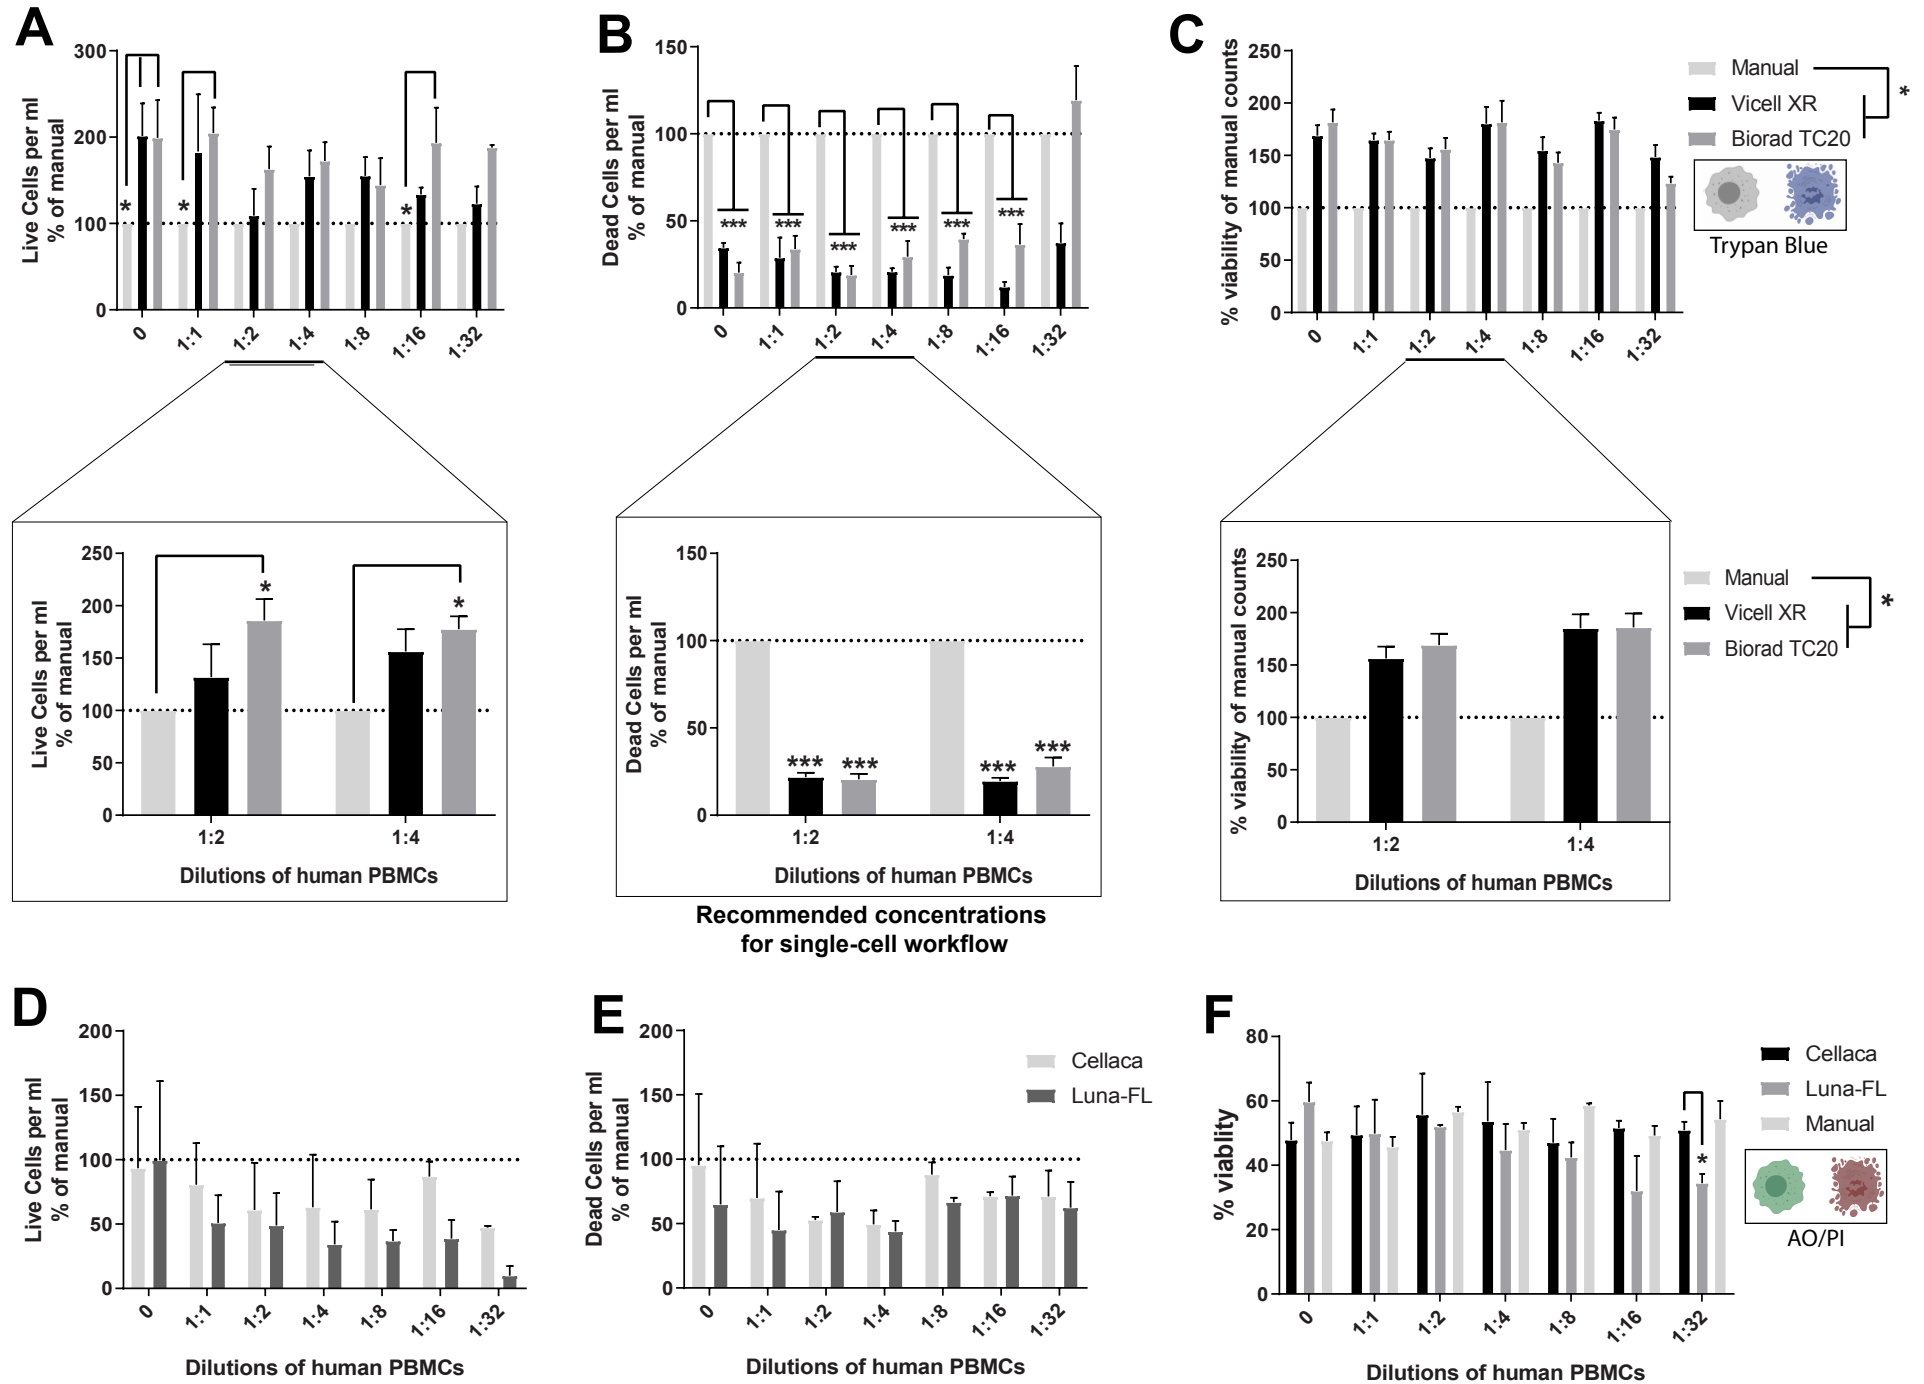 A
Live Cells per ml
% of manual
300
200
100
0
*
*
*
0
1:1
1:2
1:4
1:8
1:16
1:32
B
Dead Cells per ml
% of manual
150
100
50
0
***
***
***
***
***
***
0
1:1
1:2
1:4
1:8
1:16
1:32
C
% viability of manual counts
250
200
150
100
50
0
0
1:1
1:2
1:4
1:8
1:16
1:32
Manual
Vicell XR
Biorad TC20
*
Trypan Blue
Live Cells per ml
% of manual
250
200
150
100
50
0
*
*
1:2
1:4
Dilutions of human PBMCs
Dead Cells per ml
% of manual
150
100
50
0
***
***
***
***
1:2
1:4
Dilutions of human PBMCs
Recommended concentrations
for single-cell workflow
% viability of manual counts
250
200
150
100
50
0
1:2
1:4
Dilutions of human PBMCs
Manual
Vicell XR
Biorad TC20
*
D
Live Cells per ml
% of manual
200
150
100
50
0
0
1:1
1:2
1:4
1:8
1:16
1:32
Dilutions of human PBMCs
E
Dead Cells per ml
% of manual
200
150
100
50
0
0
1:1
1:2
1:4
1:8
1:16
1:32
Dilutions of human PBMCs
Cellaca
Luna-FL
F
% viablity
80
60
40
20
0
*
0
1:1
1:2
1:4
1:8
1:16
1:32
Dilutions of human PBMCs
Cellaca
Luna-FL
Manual
AO/PI